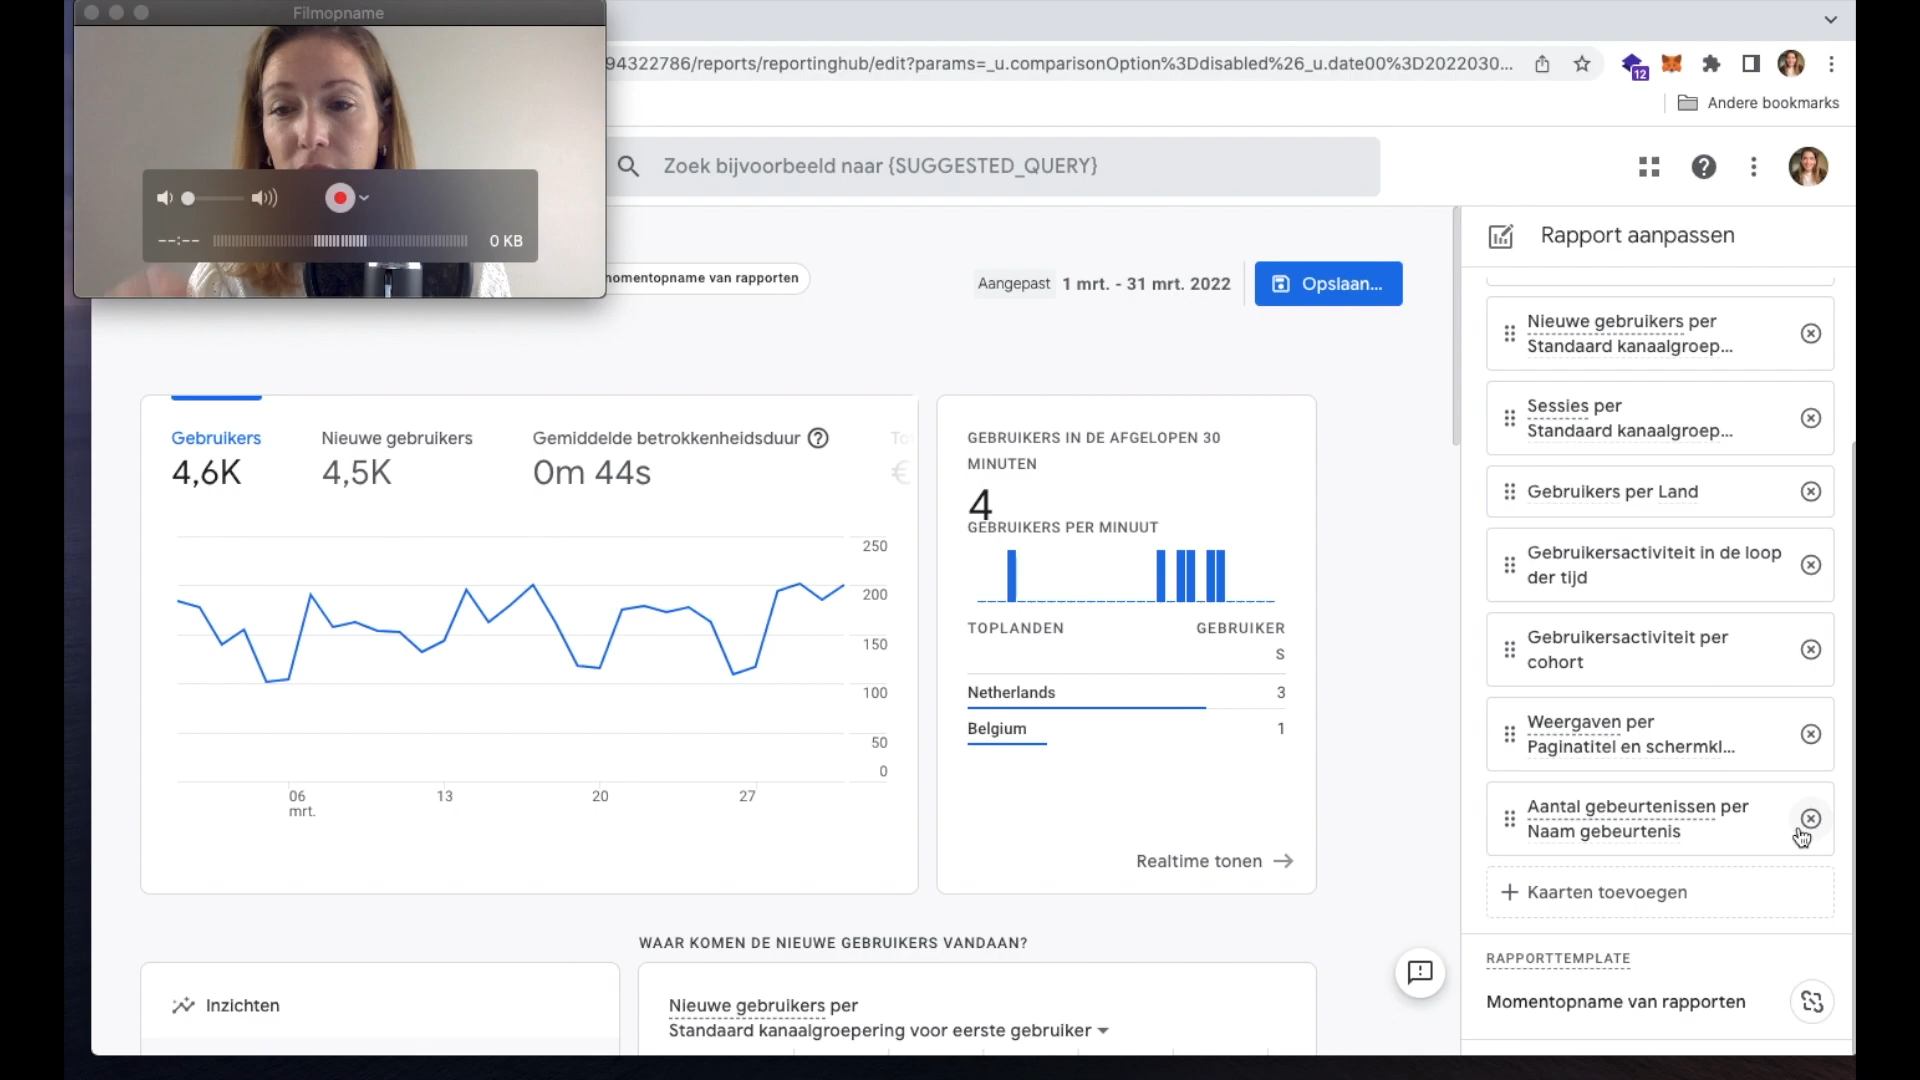 Filmopname
--:--
0 KB
94322786/reports/reportinghub/edit?params=_u.comparisonOption%3Ddisabled%26_u.date00%3D2022030...
12
Andere bookmarks
Zoek bijvoorbeeld naar {SUGGESTED_QUERY}
momentopname van rapporten
Aangepast 1 mrt. - 31 mrt. 2022
Opslaan...
Gebruikers
4,6K
Nieuwe gebruikers
4,5K
Gemiddelde betrokkenheidsduur
0m 44s
To
€
250
200
150
100
50
0
06
mrt.
13
20
27
GEBRUIKERS IN DE AFGELOPEN 30
MINUTEN
4
GEBRUIKERS PER MINUUT
TOPLANDEN
GEBRUIKER
S
Netherlands 3
Belgium 1
Realtime tonen
WAAR KOMEN DE NIEUWE GEBRUIKERS VANDAAN?
Inzichten
Nieuwe gebruikers per
Standaard kanaalgroepering voor eerste gebruiker
Rapport aanpassen
Nieuwe gebruikers per
Standaard kanaalgroep...
Sessies per
Standaard kanaalgroep...
Gebruikers per Land
Gebruikersactiviteit in de loop
der tijd
Gebruikersactiviteit per
cohort
Weergaven per
Paginatitel en schermkl...
Aantal gebeurtenissen per
Naam gebeurtenis
+ Kaarten toevoegen
RAPPORTTEMPLATE
Momentopname van rapporten